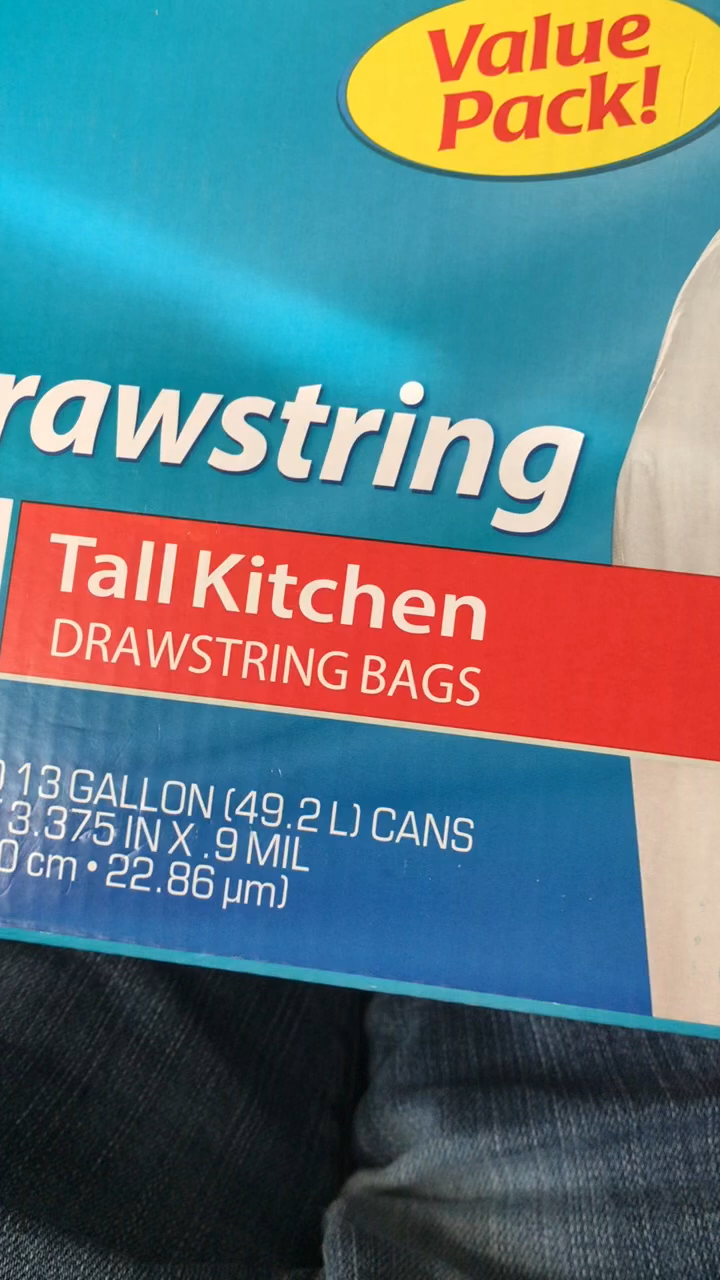 Value
Pack!
rawstring
Tall Kitchen
DRAWSTRING BAGS
13 GALLON (49.2 L) CANS
3.375 IN X .9 MIL
0 cm • 22.86 µm)